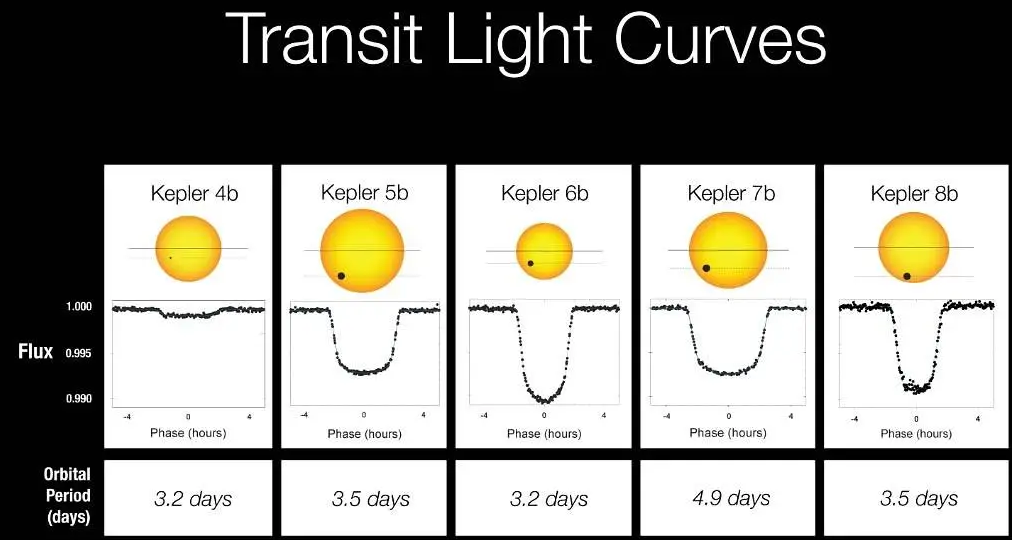 Transit Light Curves
Kepler 4b
Kepler 5b
Kepler 6b
Kepler 7b
Kepler 8b
Flux
1.000
0.995
0.990
-4 0 4
-4 0 4
-4 0 4
-4 0 4
-4 0 4
Phase (hours)
Phase (hours)
Phase (hours)
Phase (hours)
Phase (hours)
Orbital
Period
(days)
3.2 days
3.5 days
3.2 days
4.9 days
3.5 days